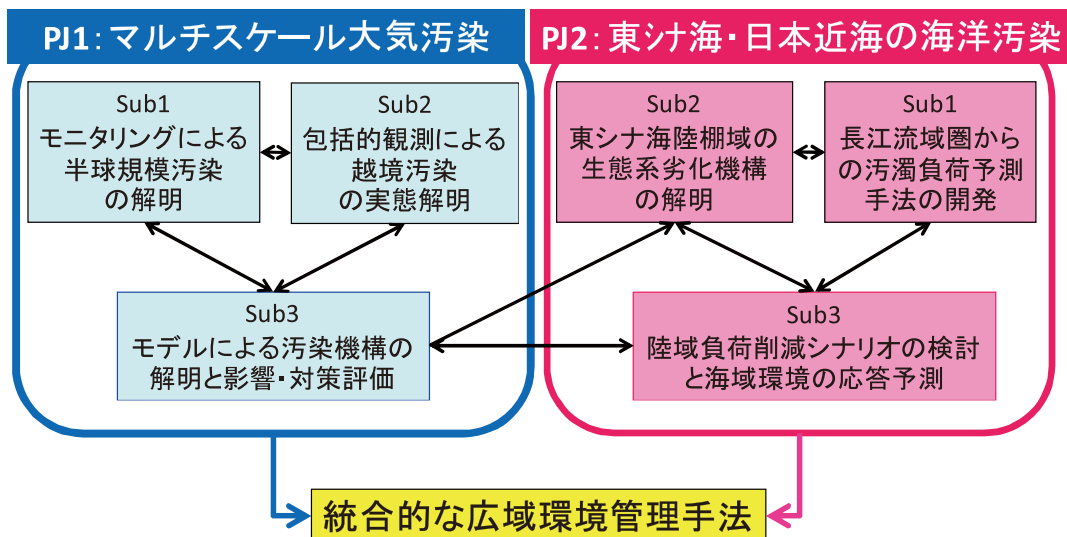 PJ1:マルチスケール大気汚染
Sub1
モニタリングによる
半球規模汚染
の解明
Sub2
包括的観測による
越境汚染
の実態解明
Sub3
モデルによる汚染機構の
解明と影響・対策評価
PJ2:東シナ海・日本近海の海洋汚染
Sub2
東シナ海陸棚域の
生態系劣化機構
の解明
Sub1
長江流域圏から
の汚濁負荷予測
手法の開発
Sub3
陸域負荷削減シナリオの検討
と海域環境の応答予測
統合的な広域環境管理手法